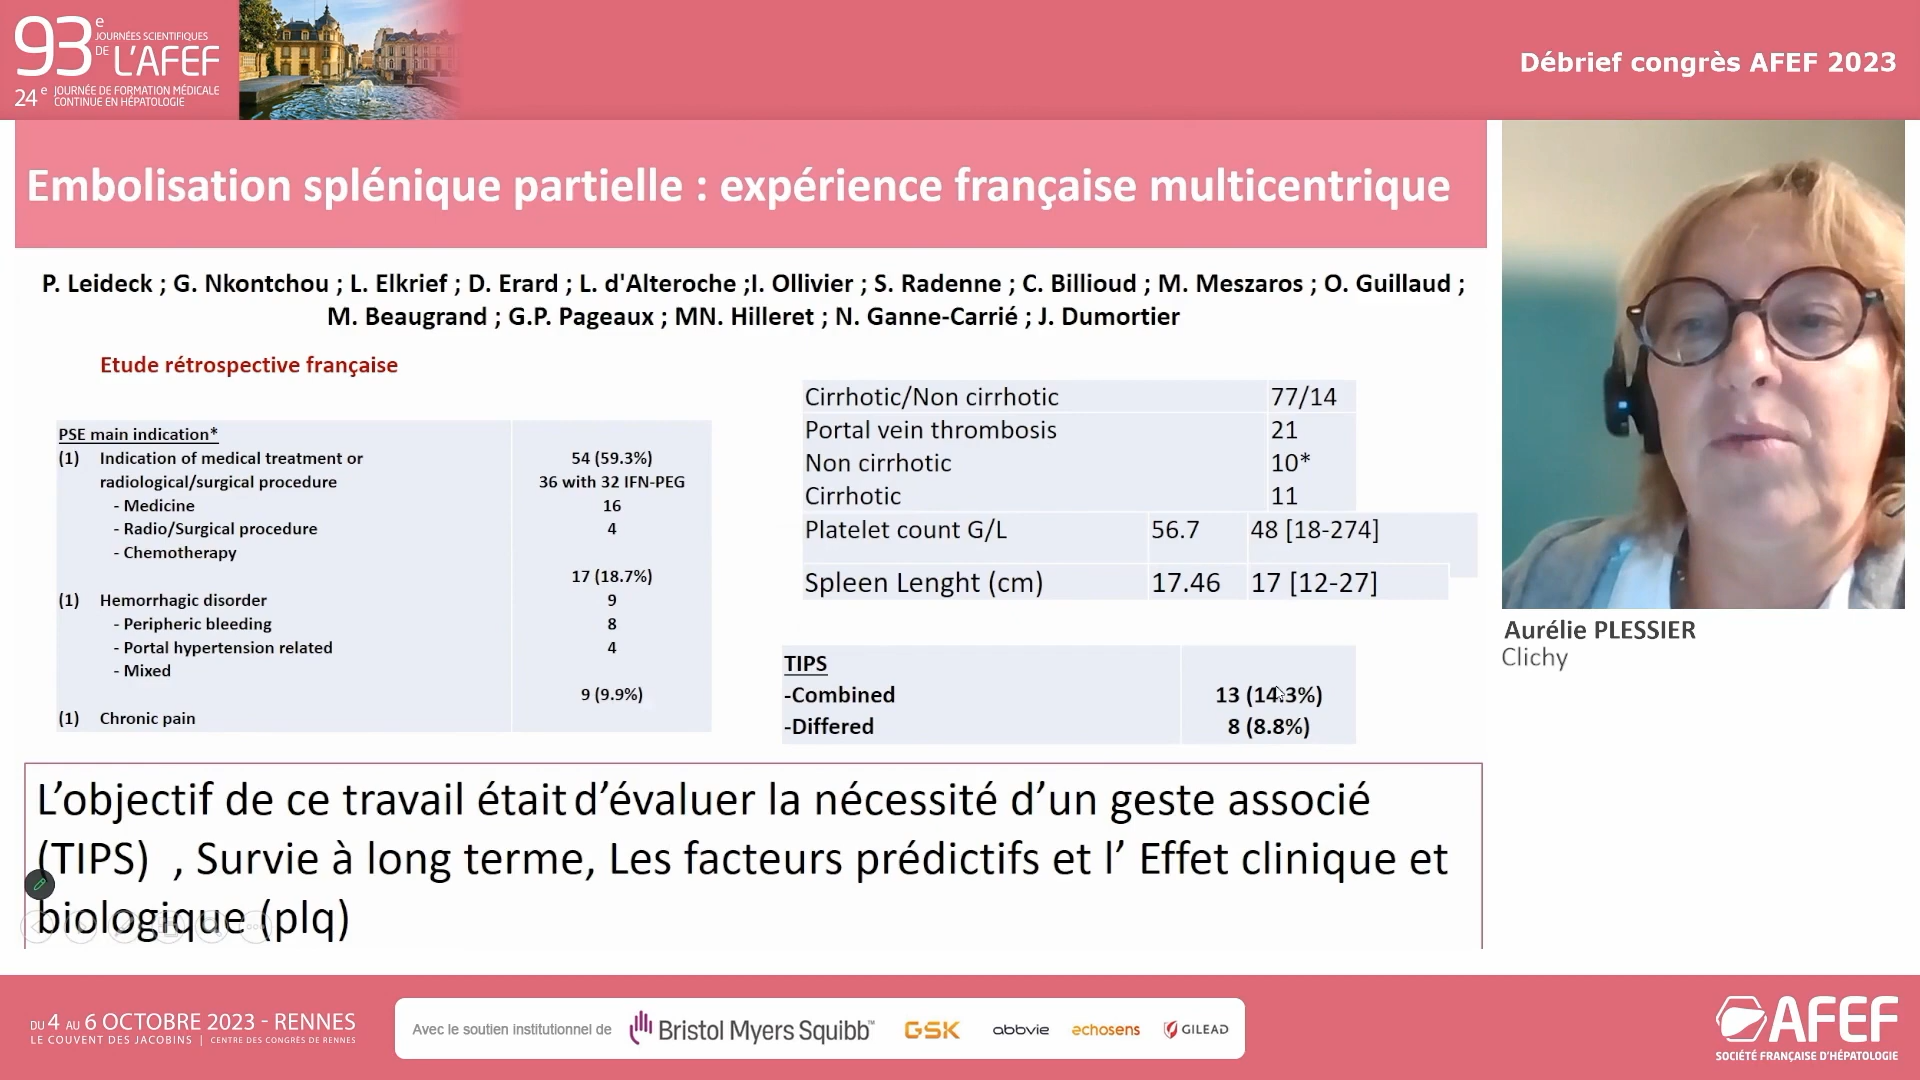 93e JOURNÉES SCIENTIFIQUES
DE L'AFEF
24e JOURNÉE DE FORMATION MÉDICALE
CONTINUE EN HÉPATOLOGIE
Débrief congrès AFEF 2023
Embolisation splénique partielle : expérience française multicentrique
P. Leideck ; G. Nkontchou ; L. Elkrief ; D. Erard ; L. d'Alteroche ;I. Ollivier ; S. Radenne ; C. Billioud ; M. Meszaros ; O. Guillaud ;
M. Beaugrand ; G.P. Pageaux ; MN. Hilleret ; N. Ganne-Carrié ; J. Dumortier
Etude rétrospective française
PSE main indication*
(1) Indication of medical treatment or 54 (59.3%)
radiological/surgical procedure 36 with 32 IFN-PEG
- Medicine 16
- Radio/Surgical procedure 4
- Chemotherapy
17 (18.7%)
(1) Hemorrhagic disorder 9
- Peripheric bleeding 8
- Portal hypertension related 4
- Mixed
9 (9.9%)
(1) Chronic pain
Cirrhotic/Non cirrhotic 77/14
Portal vein thrombosis 21
Non cirrhotic 10*
Cirrhotic 11
Platelet count G/L 56.7 48 [18-274]
Spleen Lenght (cm) 17.46 17 [12-27]
TIPS
-Combined 13 (14.3%)
-Differed 8 (8.8%)
L'objectif de ce travail était d'évaluer la nécessité d'un geste associé
(TIPS) , Survie à long terme, Les facteurs prédictifs et l' Effet clinique et
biologique (plq)
Aurélie PLESSIER
Clichy
DU 4 AU 6 OCTOBRE 2023 - RENNES
LE COUVENT DES JACOBINS | CENTRE DES CONGRÈS DE RENNES
Avec le soutien institutionnel de Bristol Myers Squibb™ GSK abbvie echosens GILEAD
AFEF
SOCIÉTÉ FRANÇAISE D'HÉPATOLOGIE